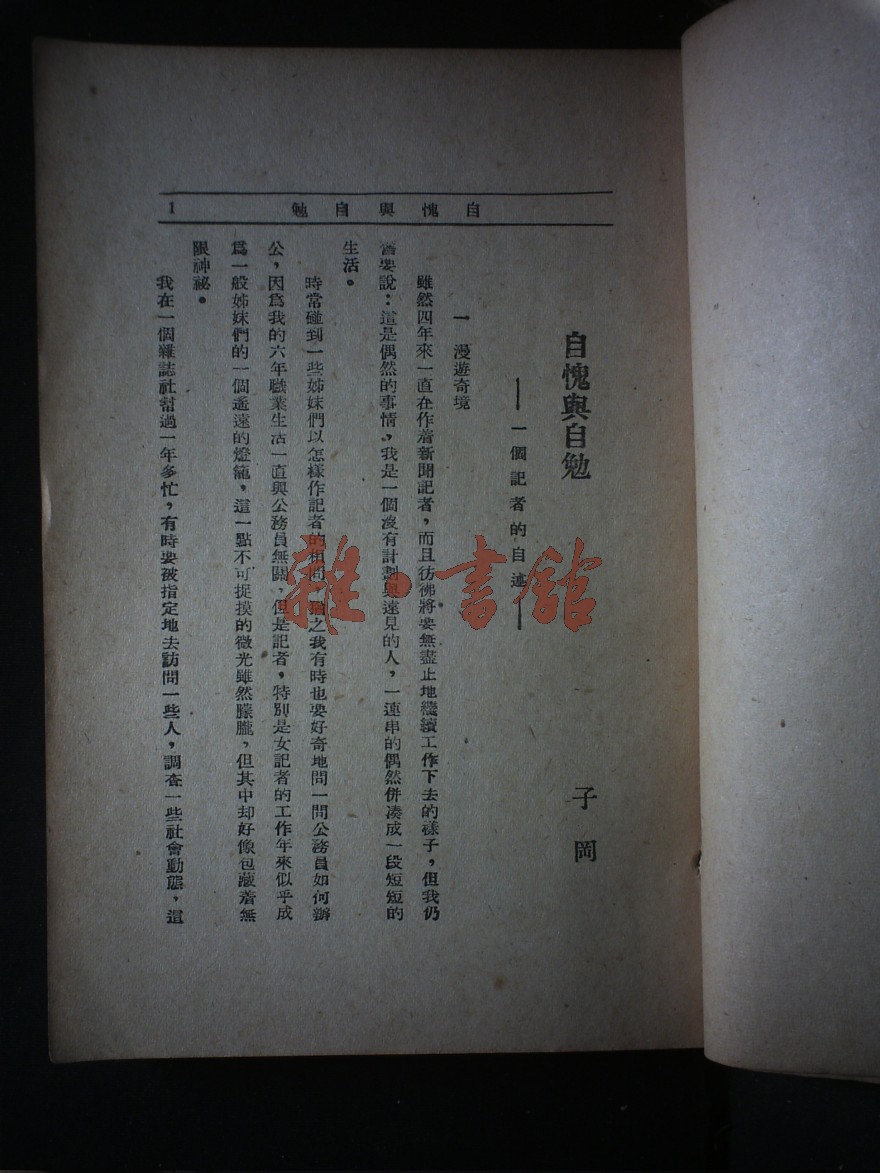 自愧與自勉
1
自愧與自勉
——一個記者的自述——
子岡
一 漫遊奇境
雖然四年來一直在作着新聞記者，而且彷彿將要無盡止地繼續工作下去的樣子，但我仍
舊要說：這是偶然的事情，我是一個沒有計劃與遠見的人，一連串的偶然併湊成一段短短的
生活。
時常碰到一些姊妹們以怎樣作記者的相問，猶之我有時也要好奇地問一問公務員如何辦
公，因爲我的六年職業生活一直與公務員無關，但是記者，特別是女記者的工作年來似乎成
爲一般姊妹們的一個遙遠的燈籠，這一點不可捉摸的微光雖然朦朧，但其中却好像包藏着無
限神祕。
我在一個雜誌社幫過一年多忙，有時要被指定地去訪問一些人，調查一些社會動態，這
雜·書館